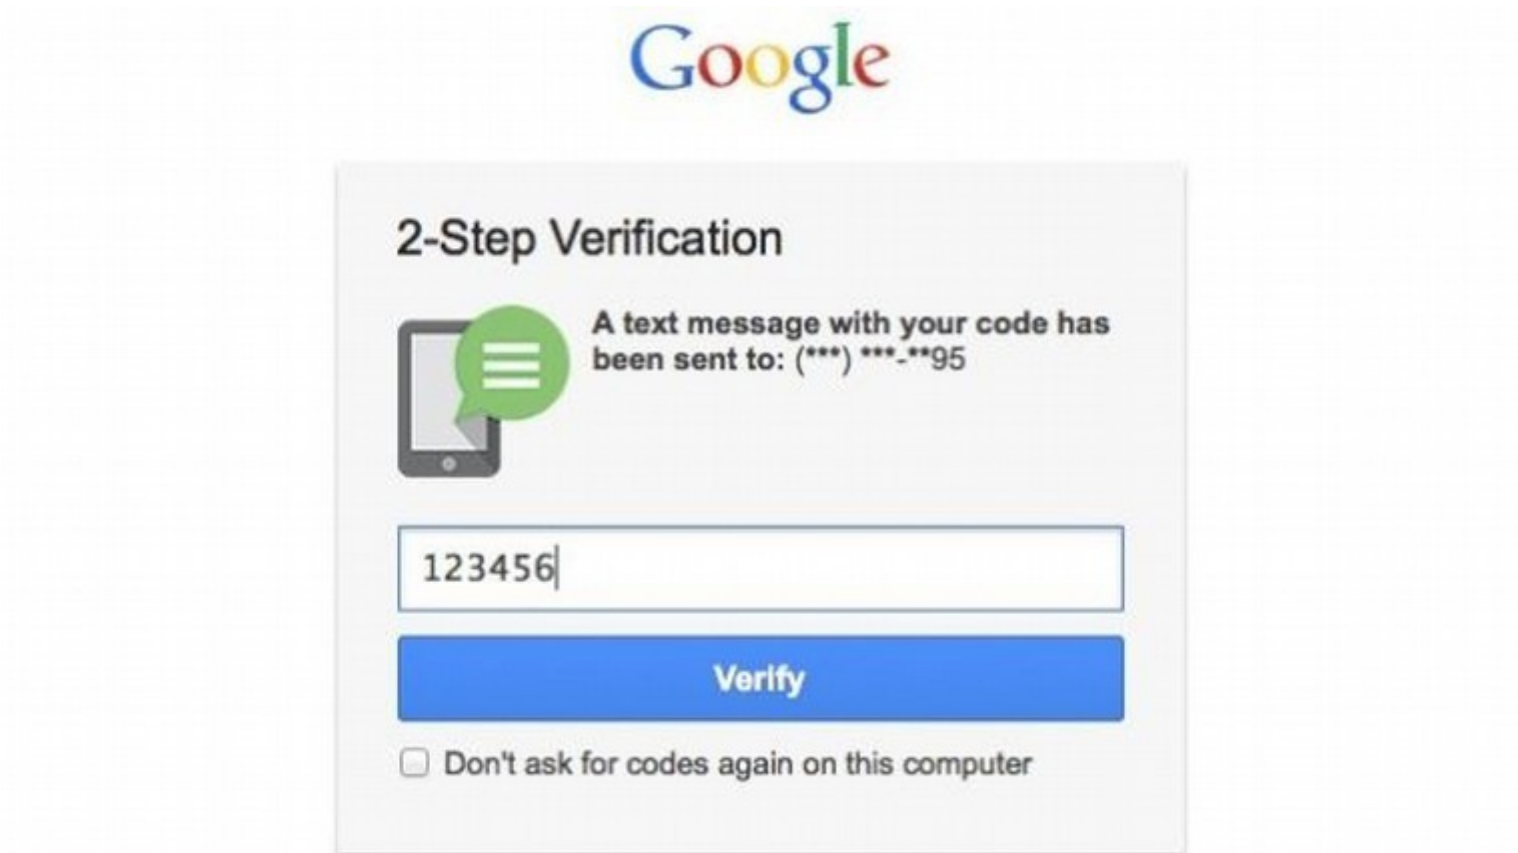 Google
2-Step Verification
A text message with your code has
been sent to: (***) ***-**95
123456
Verify
Don't ask for codes again on this computer